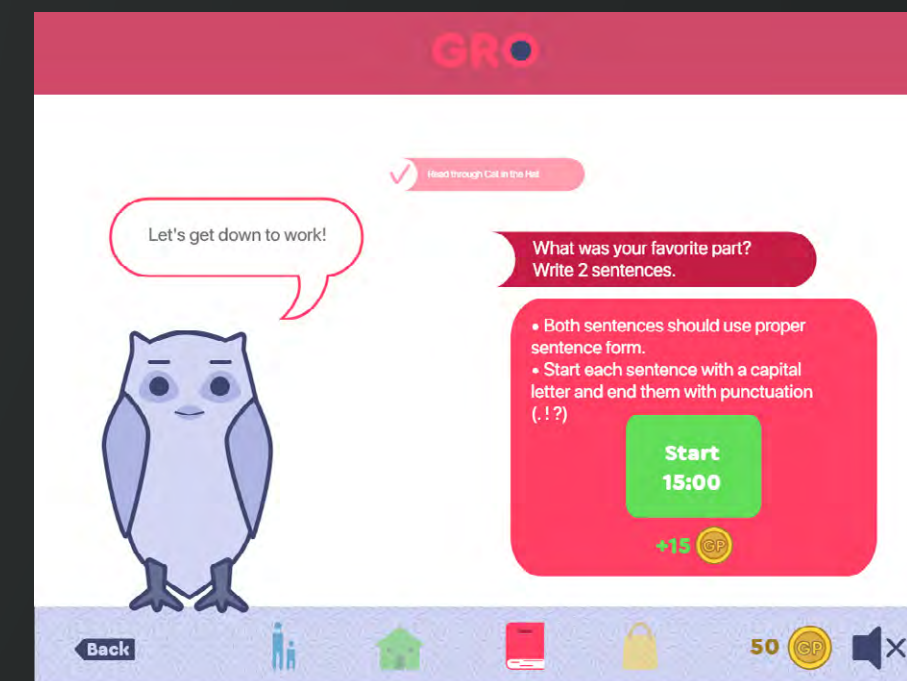 GRO
Read through Cat in the Hat
Let's get down to work!
What was your favorite part?
Write 2 sentences.
• Both sentences should use proper
sentence form.
• Start each sentence with a capital
letter and end them with punctuation
(. ! ?)
Start
15:00
+15 GP
Back
50 GP